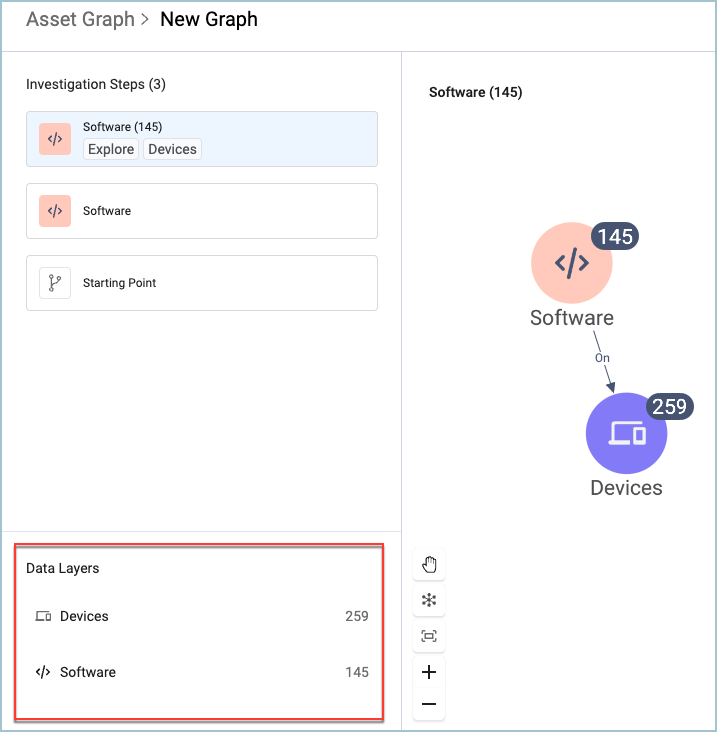 Asset Graph > New Graph
Investigation Steps (3)
Software (145)
Explore Devices
Software
Starting Point
Data Layers
Devices 259
Software 145
Software (145)
145
Software
On
259
Devices